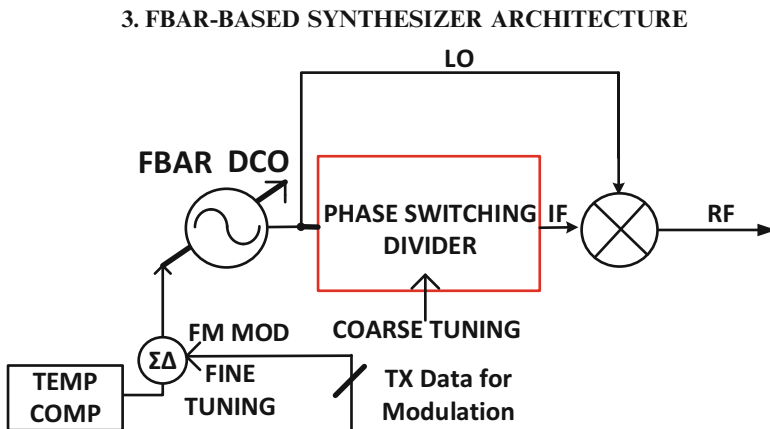 3. FBAR-BASED SYNTHESIZER ARCHITECTURE
LO
FBAR DCO
PHASE SWITCHING
DIVIDER
IF
RF
COARSE TUNING
FM MOD
ΣΔ
FINE
TUNING
TEMP
COMP
TX Data for
Modulation